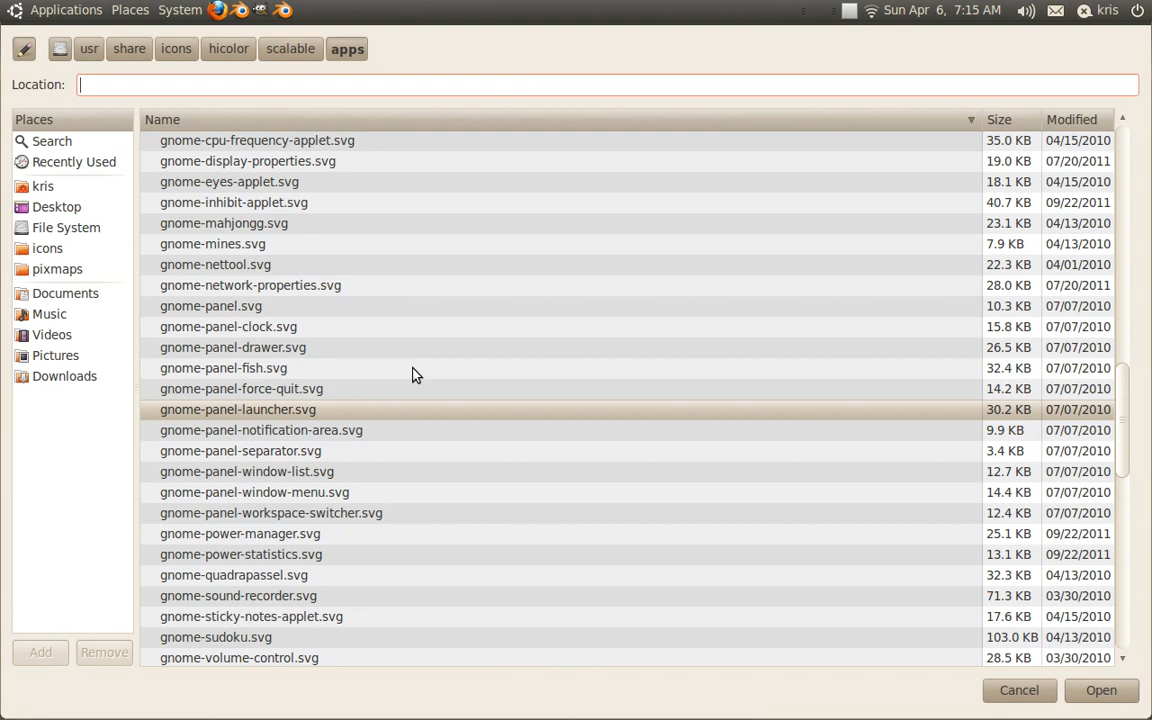 Applications Places System Sun Apr 6, 7:15 AM kris
usr share icons hicolor scalable apps
Location:
Places
Search
Recently Used
kris
Desktop
File System
icons
pixmaps
Documents
Music
Videos
Pictures
Downloads
Add Remove
Name Size Modified
gnome-cpu-frequency-applet.svg 35.0 KB 04/15/2010
gnome-display-properties.svg 19.0 KB 07/20/2011
gnome-eyes-applet.svg 18.1 KB 04/15/2010
gnome-inhibit-applet.svg 40.7 KB 09/22/2011
gnome-mahjongg.svg 23.1 KB 04/13/2010
gnome-mines.svg 7.9 KB 04/13/2010
gnome-nettool.svg 22.3 KB 04/01/2010
gnome-network-properties.svg 28.0 KB 07/20/2011
gnome-panel.svg 10.3 KB 07/07/2010
gnome-panel-clock.svg 15.8 KB 07/07/2010
gnome-panel-drawer.svg 26.5 KB 07/07/2010
gnome-panel-fish.svg 32.4 KB 07/07/2010
gnome-panel-force-quit.svg 14.2 KB 07/07/2010
gnome-panel-launcher.svg 30.2 KB 07/07/2010
gnome-panel-notification-area.svg 9.9 KB 07/07/2010
gnome-panel-separator.svg 3.4 KB 07/07/2010
gnome-panel-window-list.svg 12.7 KB 07/07/2010
gnome-panel-window-menu.svg 14.4 KB 07/07/2010
gnome-panel-workspace-switcher.svg 12.4 KB 07/07/2010
gnome-power-manager.svg 25.1 KB 09/22/2011
gnome-power-statistics.svg 13.1 KB 09/22/2011
gnome-quadrapassel.svg 32.3 KB 04/13/2010
gnome-sound-recorder.svg 71.3 KB 03/30/2010
gnome-sticky-notes-applet.svg 17.6 KB 04/15/2010
gnome-sudoku.svg 103.0 KB 04/13/2010
gnome-volume-control.svg 28.5 KB 03/30/2010
Cancel Open